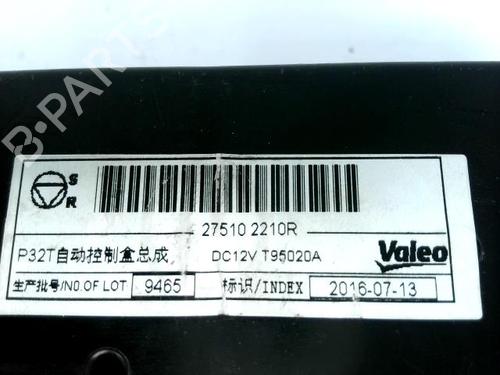 B-PARTS
S
R
27510 2210R
P32T自动控制盒总成 DC12V T95020A
Valeo
生产批号/NO.OF LOT 9465 标识/INDEX 2016-07-13